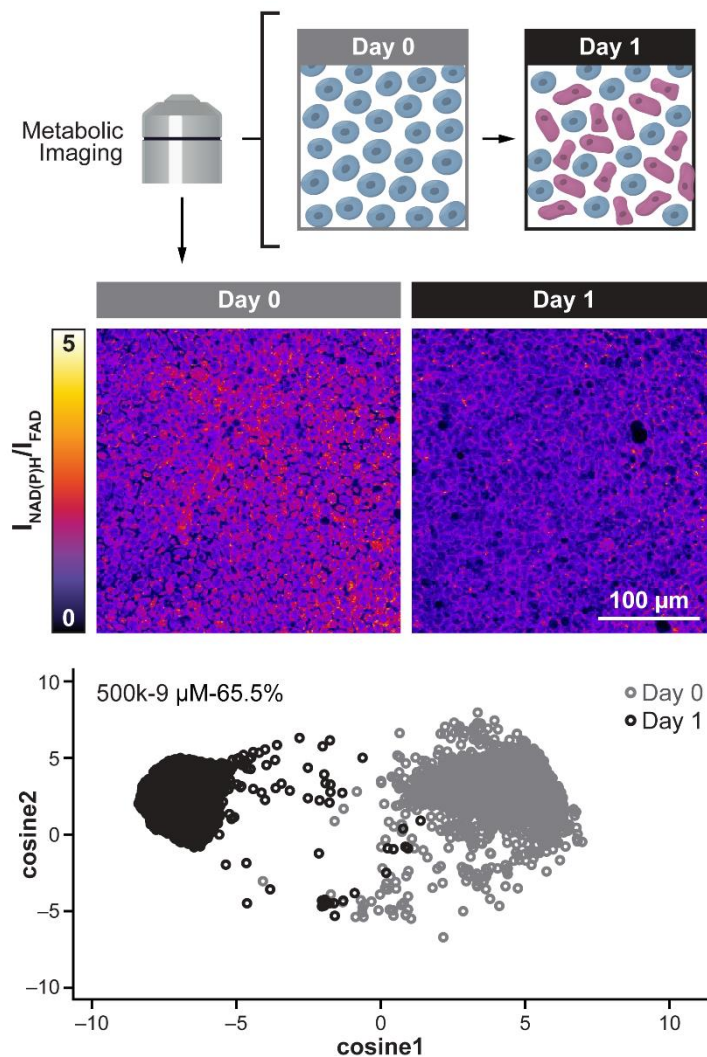 Day 0
Day 1
Metabolic
Imaging
Day 0
Day 1
5
I_NAD(P)H/I_FAD
0
100 µm
10
5
0
−5
−10
cosine2
500k-9 µM-65.5%
Day 0
Day 1
−10
−5
0
5
10
cosine1